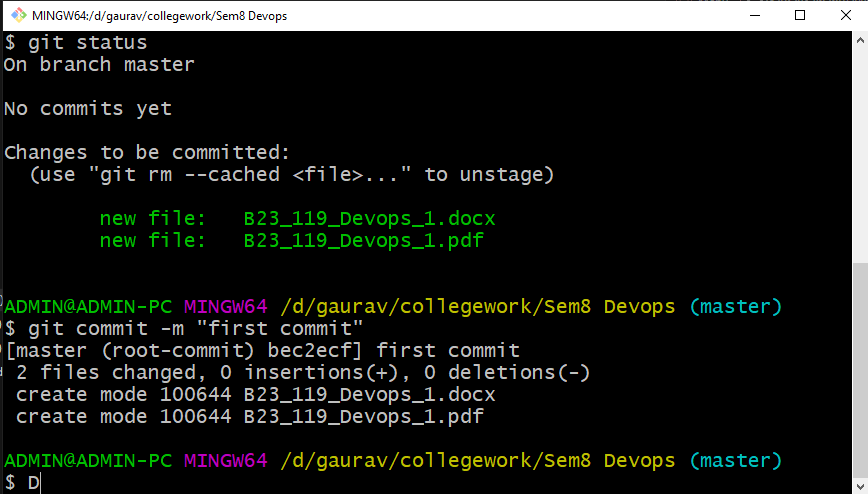 MINGW64:/d/gaurav/collegework/Sem8 Devops
$ git status
On branch master
No commits yet
Changes to be committed:
  (use "git rm --cached <file>..." to unstage)
        new file:   B23_119_Devops_1.docx
        new file:   B23_119_Devops_1.pdf
ADMIN@ADMIN-PC MINGW64 /d/gaurav/collegework/Sem8 Devops (master)
$ git commit -m "first commit"
[master (root-commit) bec2ecf] first commit
 2 files changed, 0 insertions(+), 0 deletions(-)
 create mode 100644 B23_119_Devops_1.docx
 create mode 100644 B23_119_Devops_1.pdf
ADMIN@ADMIN-PC MINGW64 /d/gaurav/collegework/Sem8 Devops (master)
$ D